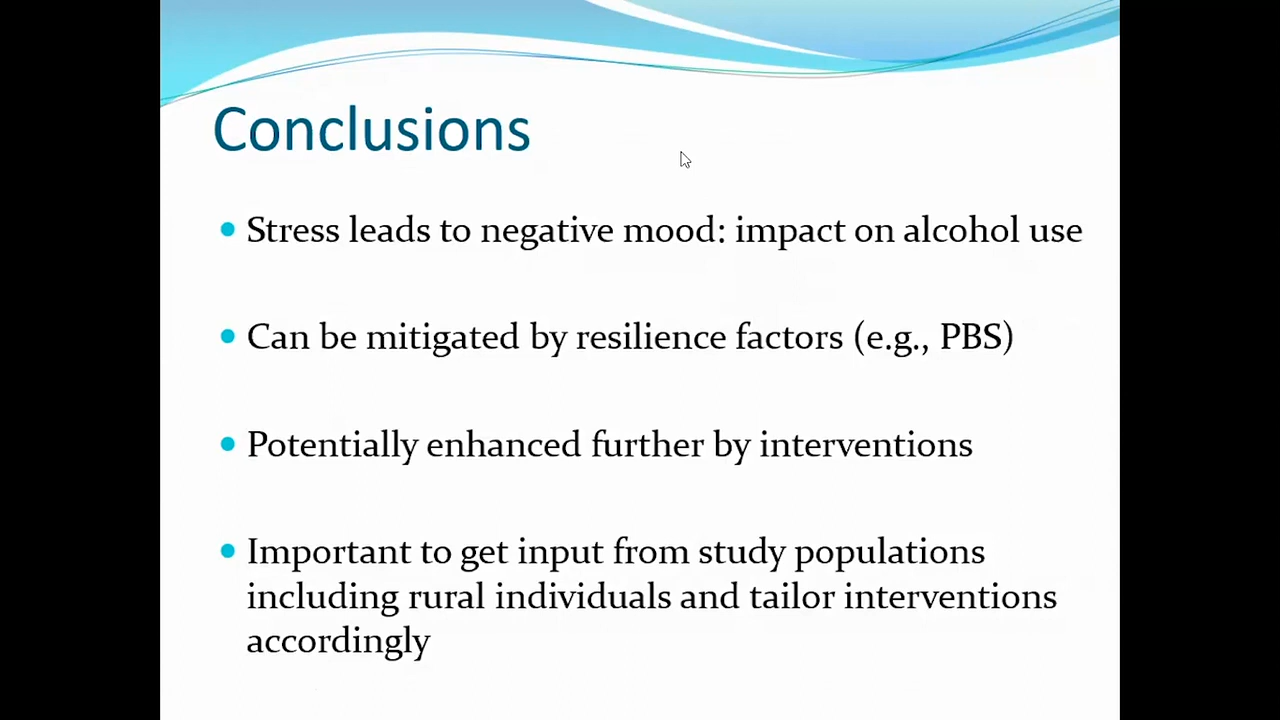 Conclusions
Stress leads to negative mood: impact on alcohol use
Can be mitigated by resilience factors (e.g., PBS)
Potentially enhanced further by interventions
Important to get input from study populations
including rural individuals and tailor interventions
accordingly